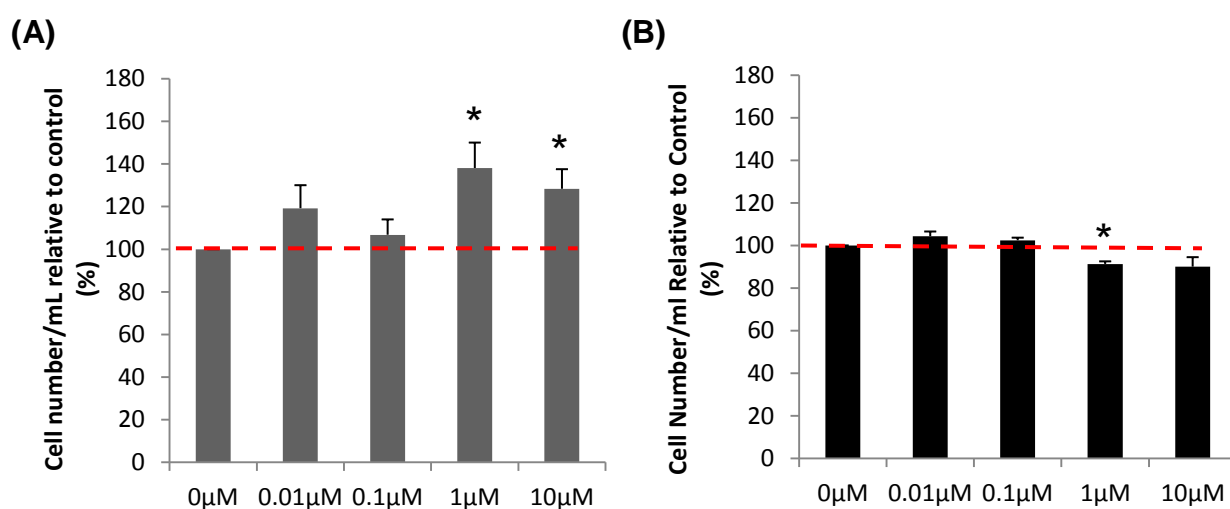 (A)
Cell number/mL relative to control
(%)
180
160
140
120
100
80
60
40
20
0
*
*
0µM
0.01µM
0.1µM
1µM
10µM
(B)
Cell Number/ml Relative to Control
(%)
180
160
140
120
100
80
60
40
20
0
*
0µM
0.01µM
0.1µM
1µM
10µM